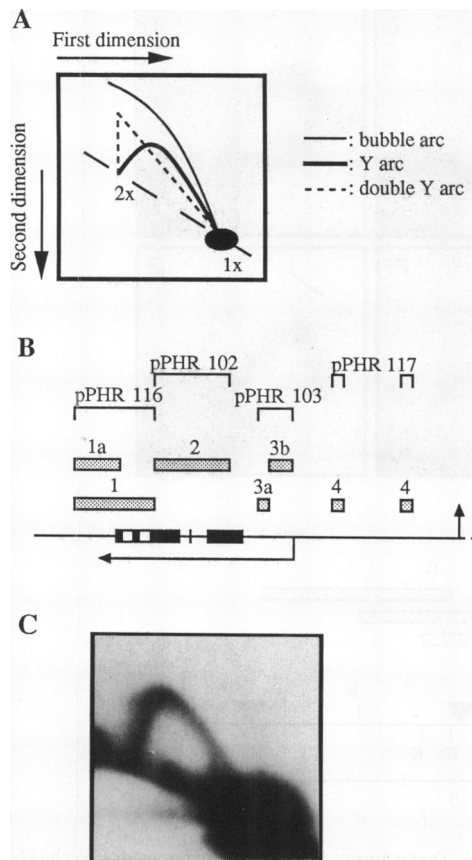 A
First dimension
Second dimension
2x
1x
: bubble arc
: Y arc
: double Y arc
B
pPHR 102
pPHR 117
pPHR 116
pPHR 103
1a
2
3b
1
3a
4
4
C